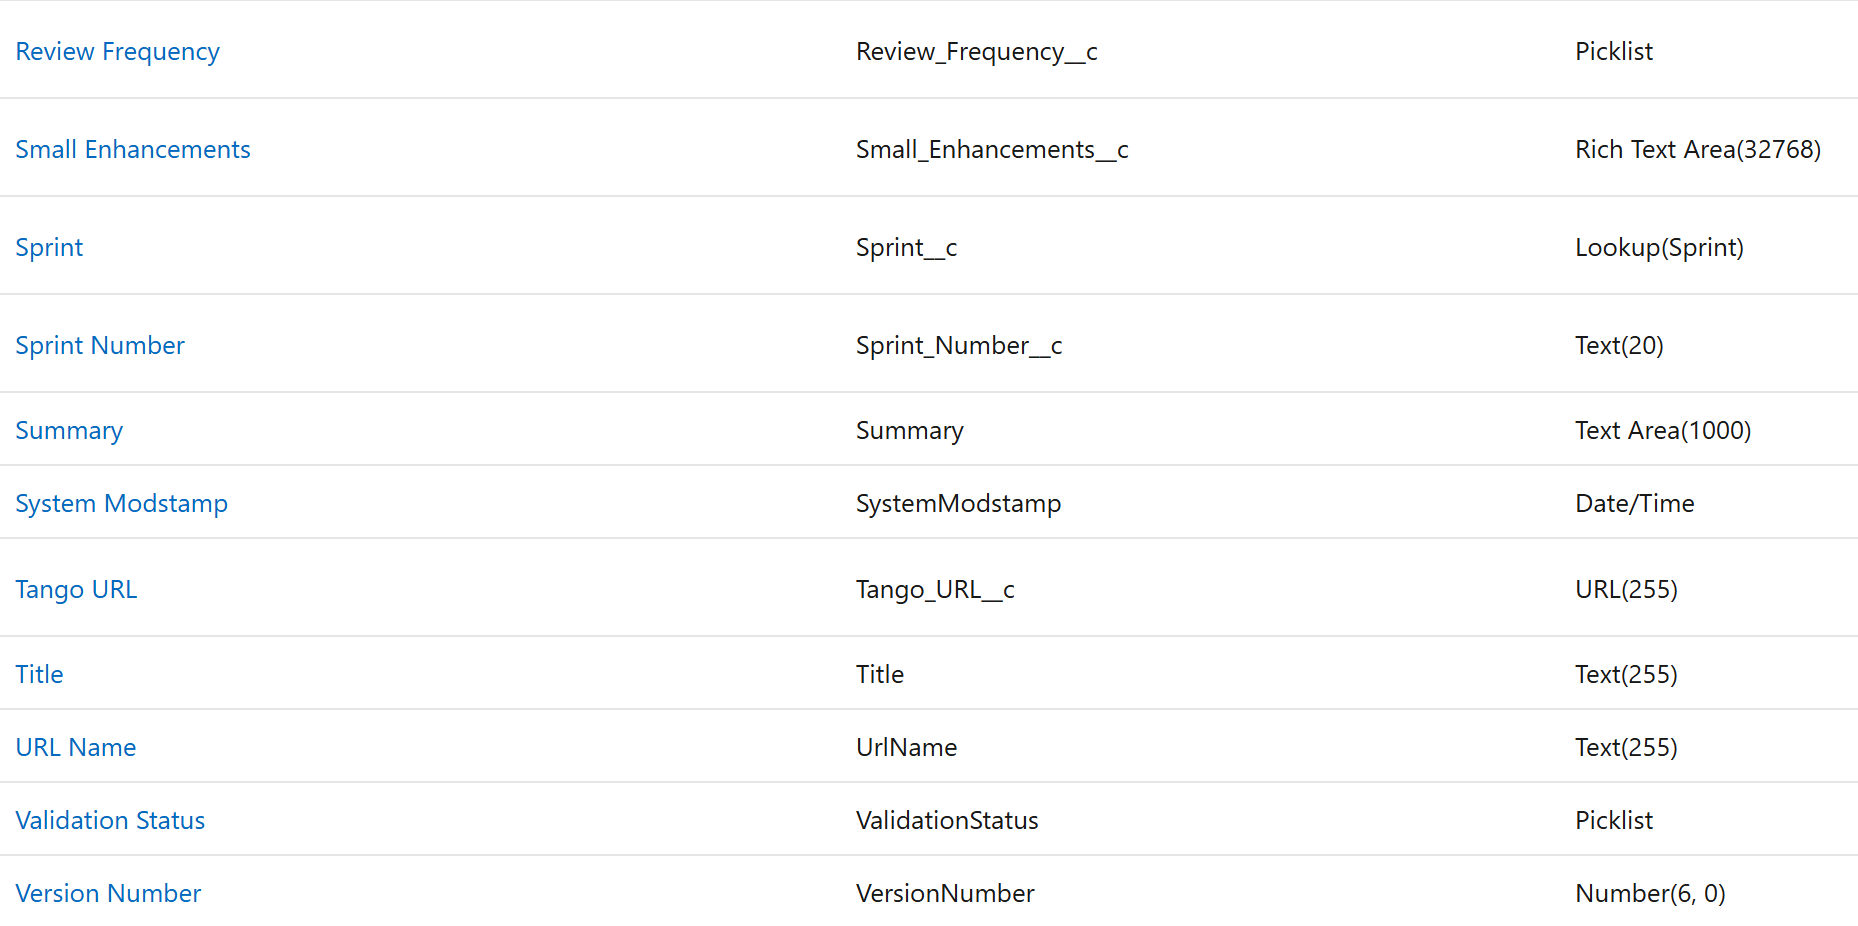 Review Frequency Review_Frequency__c Picklist
Small Enhancements Small_Enhancements__c Rich Text Area(32768)
Sprint Sprint__c Lookup(Sprint)
Sprint Number Sprint_Number__c Text(20)
Summary Summary Text Area(1000)
System Modstamp SystemModstamp Date/Time
Tango URL Tango_URL__c URL(255)
Title Title Text(255)
URL Name UrlName Text(255)
Validation Status ValidationStatus Picklist
Version Number VersionNumber Number(6, 0)